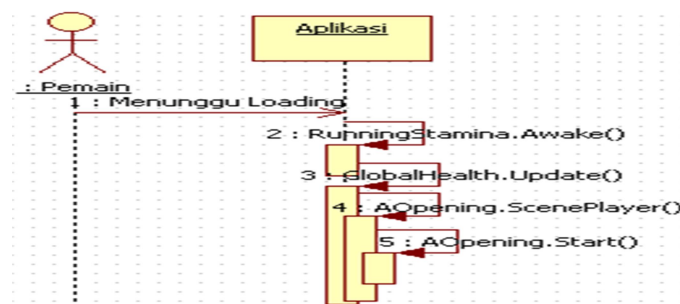 Aplikasi
: Pemain
1 : Menunggu Loading
2 : RunningStamina.Awake()
3 : GlobalHealth.Update()
4 : AOpening.ScenePlayer()
5 : AOpening.Start()